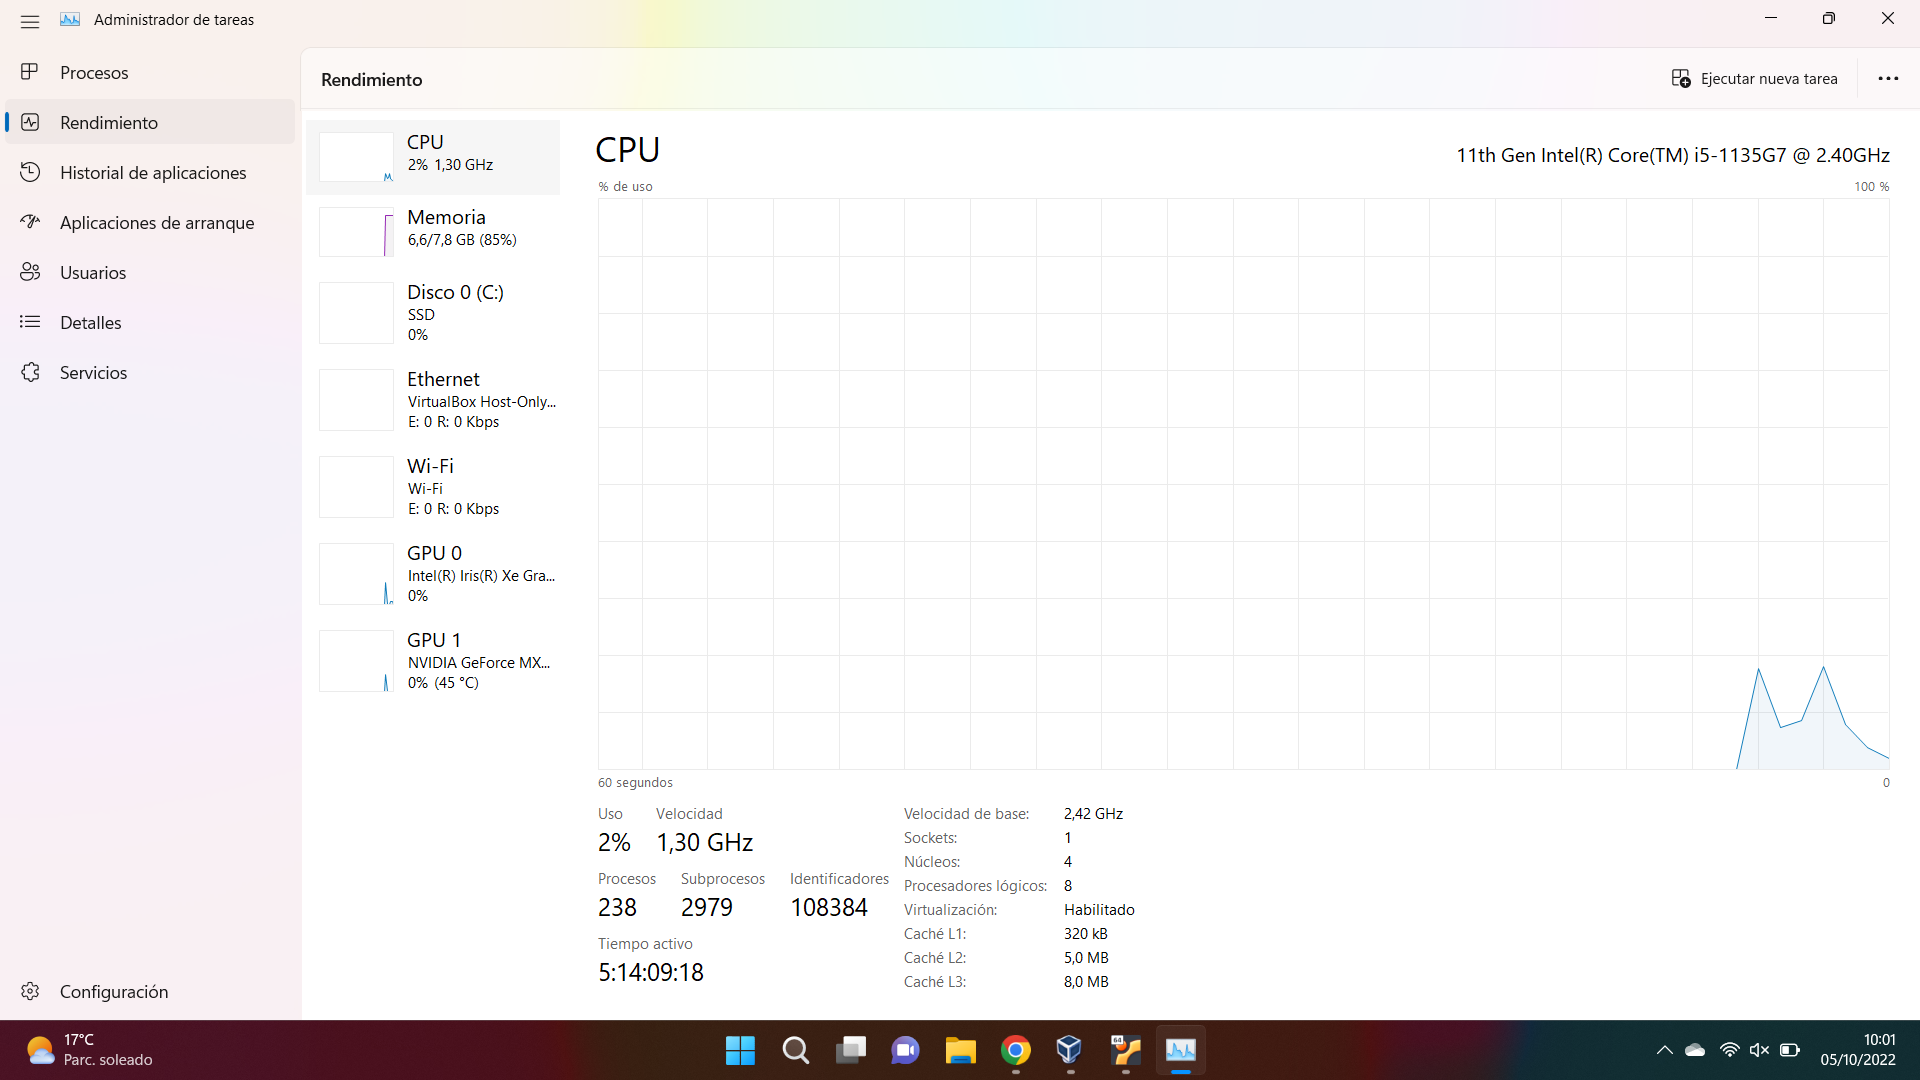 Administrador de tareas
Procesos
Rendimiento
Historial de aplicaciones
Aplicaciones de arranque
Usuarios
Detalles
Servicios
Configuración
Rendimiento
Ejecutar nueva tarea
CPU
2% 1,30 GHz
Memoria
6,6/7,8 GB (85%)
Disco 0 (C:)
SSD
0%
Ethernet
VirtualBox Host-Only...
E: 0 R: 0 Kbps
Wi-Fi
Wi-Fi
E: 0 R: 0 Kbps
GPU 0
Intel(R) Iris(R) Xe Gra...
0%
GPU 1
NVIDIA GeForce MX...
0% (45 °C)
CPU
11th Gen Intel(R) Core(TM) i5-1135G7 @ 2.40GHz
% de uso
100 %
60 segundos
0
Uso Velocidad
2% 1,30 GHz
Procesos Subprocesos Identificadores
238 2979 108384
Tiempo activo
5:14:09:18
Velocidad de base: 2,42 GHz
Sockets: 1
Núcleos: 4
Procesadores lógicos: 8
Virtualización: Habilitado
Caché L1: 320 kB
Caché L2: 5,0 MB
Caché L3: 8,0 MB
17°C
Parc. soleado
64
10:01
05/10/2022